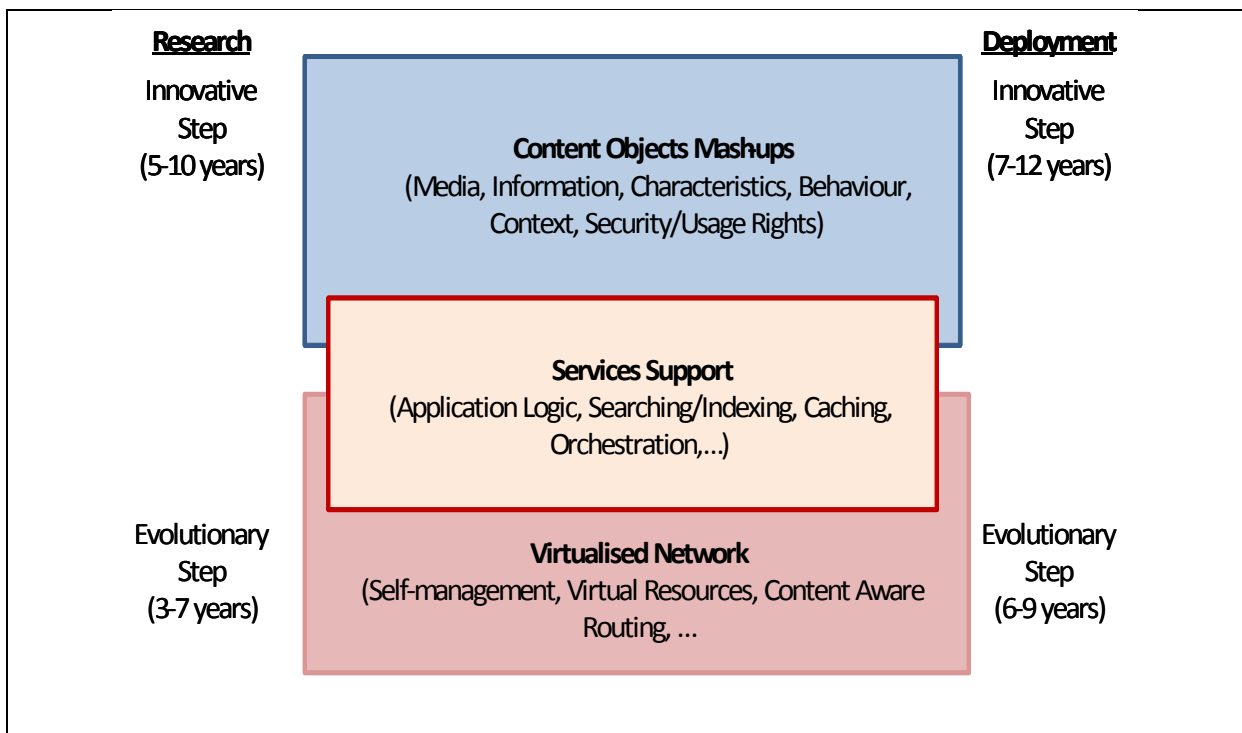 Research
Innovative
Step
(5-10 years)
Deployment
Innovative
Step
(7-12 years)
Content Objects Mash-ups
(Media, Information, Characteristics, Behaviour,
Context, Security/Usage Rights)
Services Support
(Application Logic, Searching/Indexing, Caching,
Orchestration,...)
Evolutionary
Step
(3-7 years)
Virtualised Network
(Self-management, Virtual Resources, Content Aware
Routing, ...
Evolutionary
Step
(6-9 years)